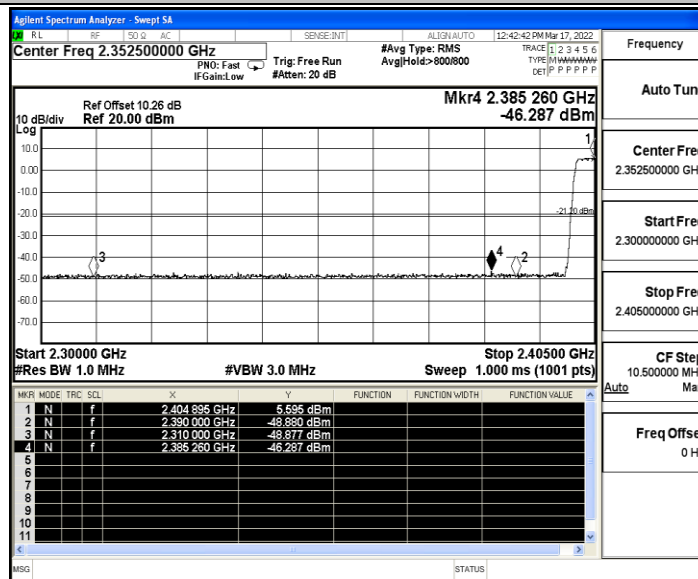 Agilent Spectrum Analyzer - Swept SA
RL RF 50 Ω AC SENSE:INT ALIGN AUTO 12:42:42 PM Mar 17, 2022
Center Freq 2.352500000 GHz #Avg Type: RMS TRACE 1 2 3 4 5 6
PNO: Fast Trig: Free Run Avg|Hold:>800/800 TYPE M
IFGain:Low #Atten: 20 dB DET P P P P P P
Frequency
Auto Tun
Ref Offset 10.26 dB Mkr4 2.385 260 GHz
10 dB/div Ref 20.00 dBm -46.287 dBm
Log
1
10.0
0.00
-10.0
-20.0
-21.20 dBm
-30.0
-40.0
3 4 2
-50.0
-60.0
-70.0
Center Fre
2.352500000 GH
Start Fre
2.300000000 GH
Stop Fre
2.405000000 GH
Start 2.30000 GHz Stop 2.40500 GHz
#Res BW 1.0 MHz #VBW 3.0 MHz Sweep 1.000 ms (1001 pts)
CF Step
10.500000 MH
Auto Ma
MKR MODE TRC SCL X Y FUNCTION FUNCTION WIDTH FUNCTION VALUE
1 N f 2.404 895 GHz 5.595 dBm
2 N f 2.390 000 GHz -48.880 dBm
3 N f 2.310 000 GHz -48.877 dBm
4 N f 2.385 260 GHz -46.287 dBm
5
6
7
8
9
10
11
Freq Offse
0 H
MSG STATUS